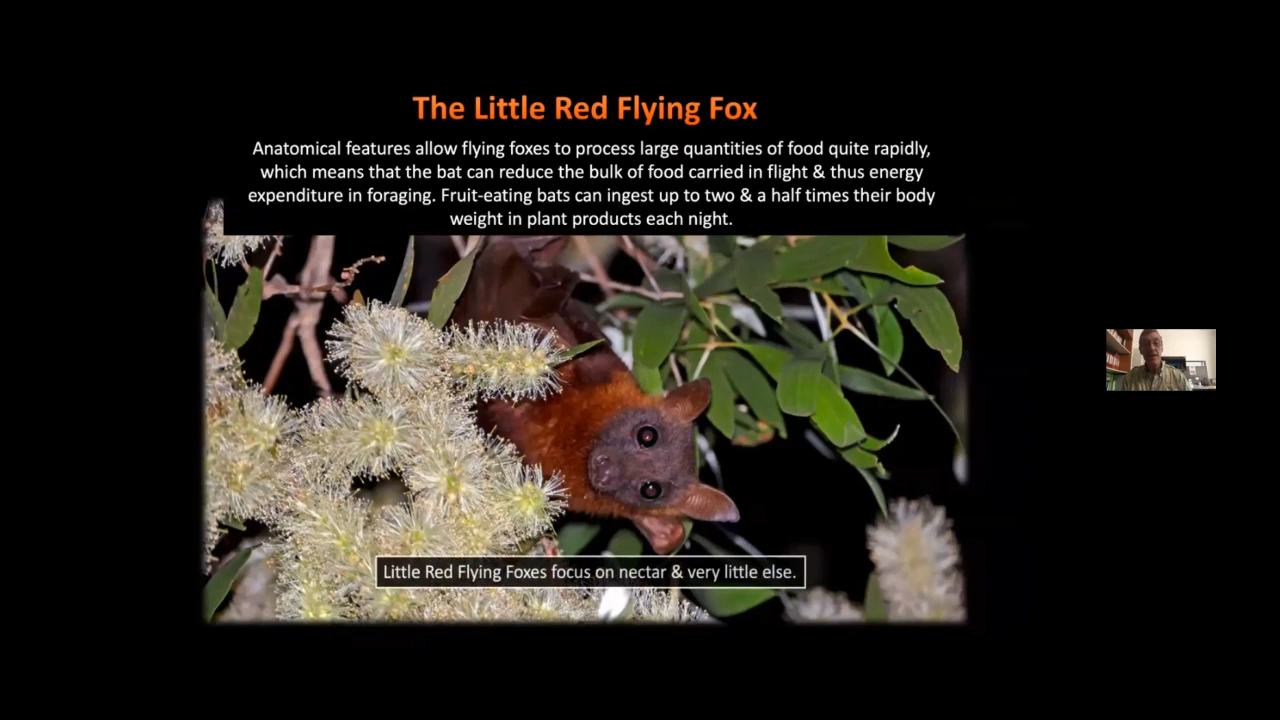 The Little Red Flying Fox
Anatomical features allow flying foxes to process large quantities of food quite rapidly,
which means that the bat can reduce the bulk of food carried in flight & thus energy
expenditure in foraging. Fruit-eating bats can ingest up to two & a half times their body
weight in plant products each night.
Little Red Flying Foxes focus on nectar & very little else.